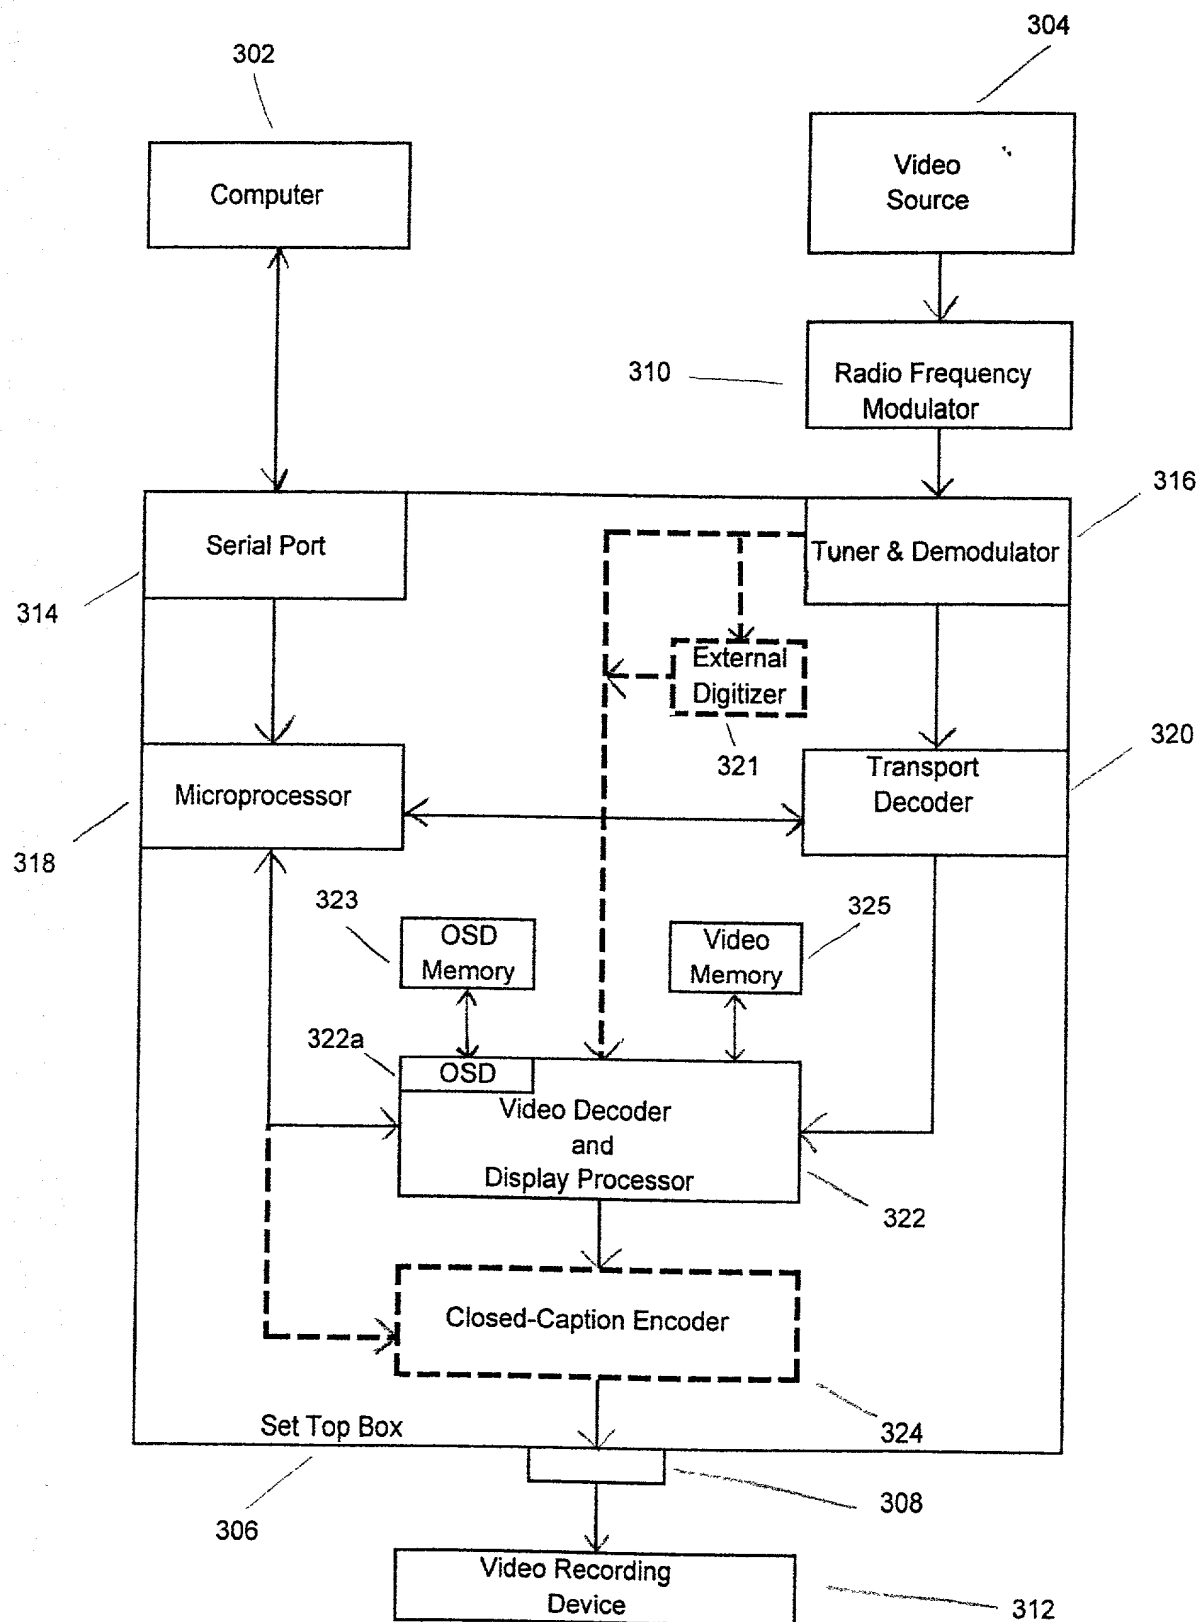 304
302
Video
Source
Computer
310
Radio Frequency
Modulator
316
Serial Port
Tuner & Demodulator
314
External
Digitizer
321
320
Transport
Decoder
Microprocessor
318
323
325
OSD
Memory
Video
Memory
322a
OSD
Video Decoder
and
Display Processor
322
Closed-Caption Encoder
324
Set Top Box
308
306
Video Recording
Device
312